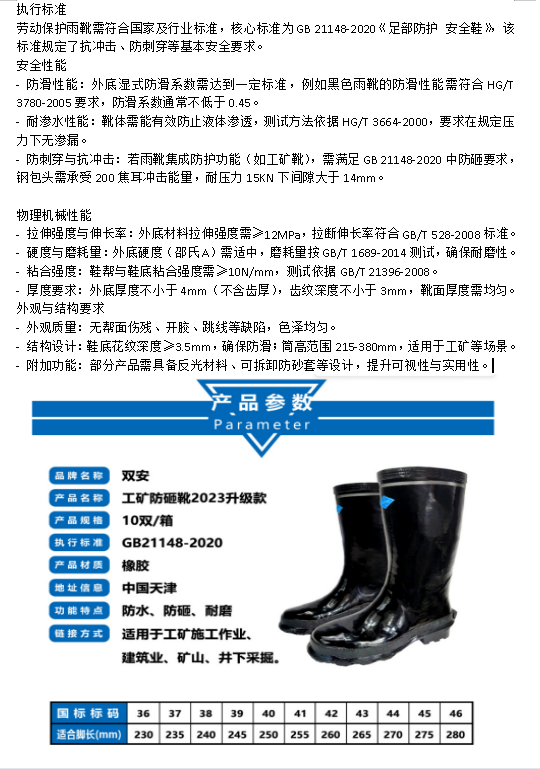 执行标准
劳动保护雨靴需符合国家及行业标准，核心标准为 GB 21148-2020《足部防护 安全鞋》，该
标准规定了抗冲击、防刺穿等基本安全要求。
安全性能
- 防滑性能：外底湿式防滑系数需达到一定标准，例如黑色雨靴的防滑性能需符合 HG/T
3780-2005 要求，防滑系数通常不低于 0.45。
- 耐渗水性能：靴体需能有效防止液体渗透，测试方法依据 HG/T 3664-2000，要求在规定压
力下无渗漏。
- 防刺穿与抗冲击：若雨靴集成防护功能（如工矿靴），需满足 GB 21148-2020 中防砸要求，
钢包头需承受 200 焦耳冲击能量，耐压力 15KN 下间隙大于 14mm。
物理机械性能
- 拉伸强度与伸长率：外底材料拉伸强度需≥12MPa，拉断伸长率符合 GB/T 528-2008 标准。
- 硬度与磨耗量：外底硬度（邵氏 A）需适中，磨耗量按 GB/T 1689-2014 测试，确保耐磨性。
- 粘合强度：鞋帮与鞋底粘合强度需≥10N/mm，测试依据 GB/T 21396-2008。
- 厚度要求：外底厚度不小于 4mm（不含齿厚），齿纹深度不小于 3mm，靴面厚度需均匀。
外观与结构要求
- 外观质量：无帮面伤残、开胶、跳线等缺陷，色泽均匀。
- 结构设计：鞋底花纹深度≥3.5mm，确保防滑；筒高范围 215-380mm，适用于工矿等场景。
- 附加功能：部分产品需具备反光材料、可拆卸防砂套等设计，提升可视性与实用性。
产品参数
Parameter
品牌名称 双安
产品名称 工矿防砸靴2023升级款
产品规格 10双/箱
执行标准 GB21148-2020
产品材质 橡胶
地址信息 中国天津
功能特点 防水、防砸、耐磨
链接方式 适用于工矿施工作业、
建筑业、矿山、井下采掘。
国标标码 36 37 38 39 40 41 42 43 44 45 46
适合脚长(mm) 230 235 240 245 250 255 260 265 270 275 280